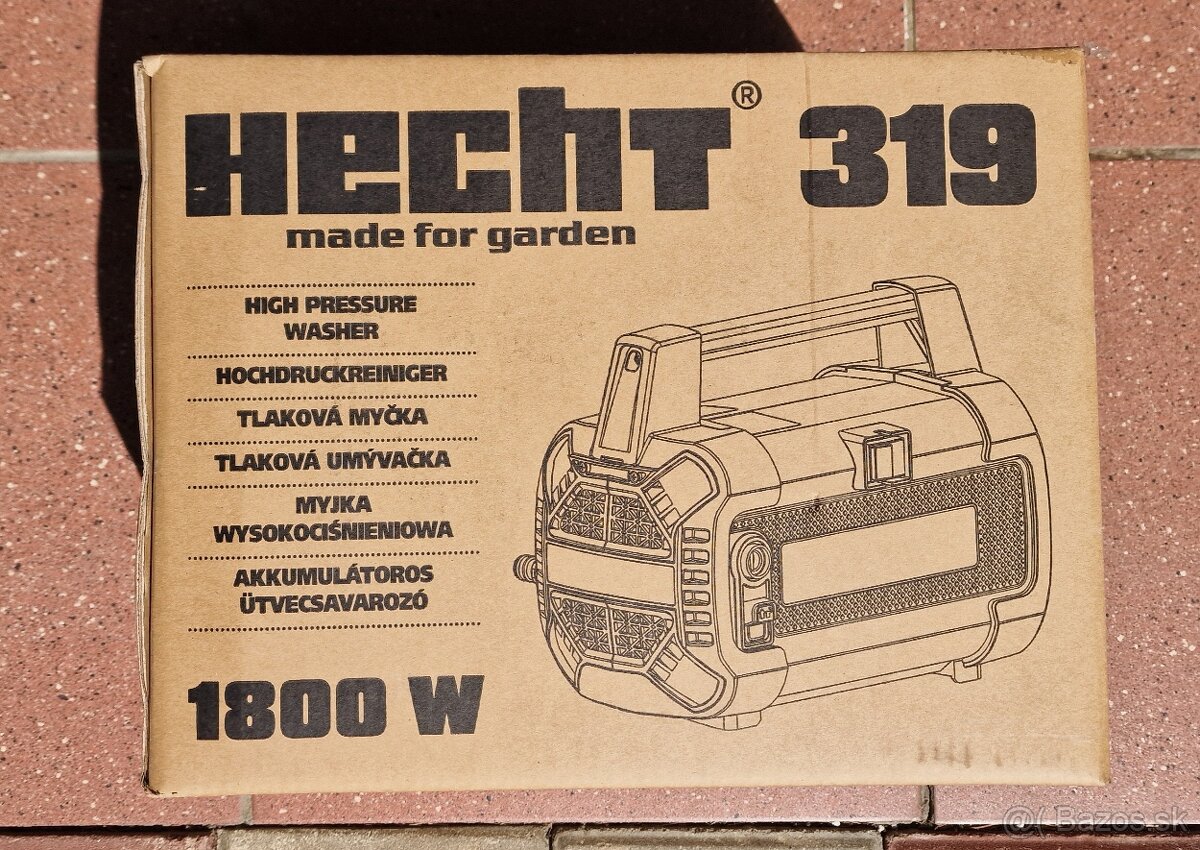 HECHT® 319
made for garden
HIGH PRESSURE
WASHER
HOCHDRUCKREINIGER
TLAKOVÁ MYČKA
TLAKOVÁ UMÝVAČKA
MYJKA
WYSOKOCIŚNIENIOWA
AKKUMULÁTOROS
ÜTVECSAVAROZÓ
1800 W
@( Bazos.sk